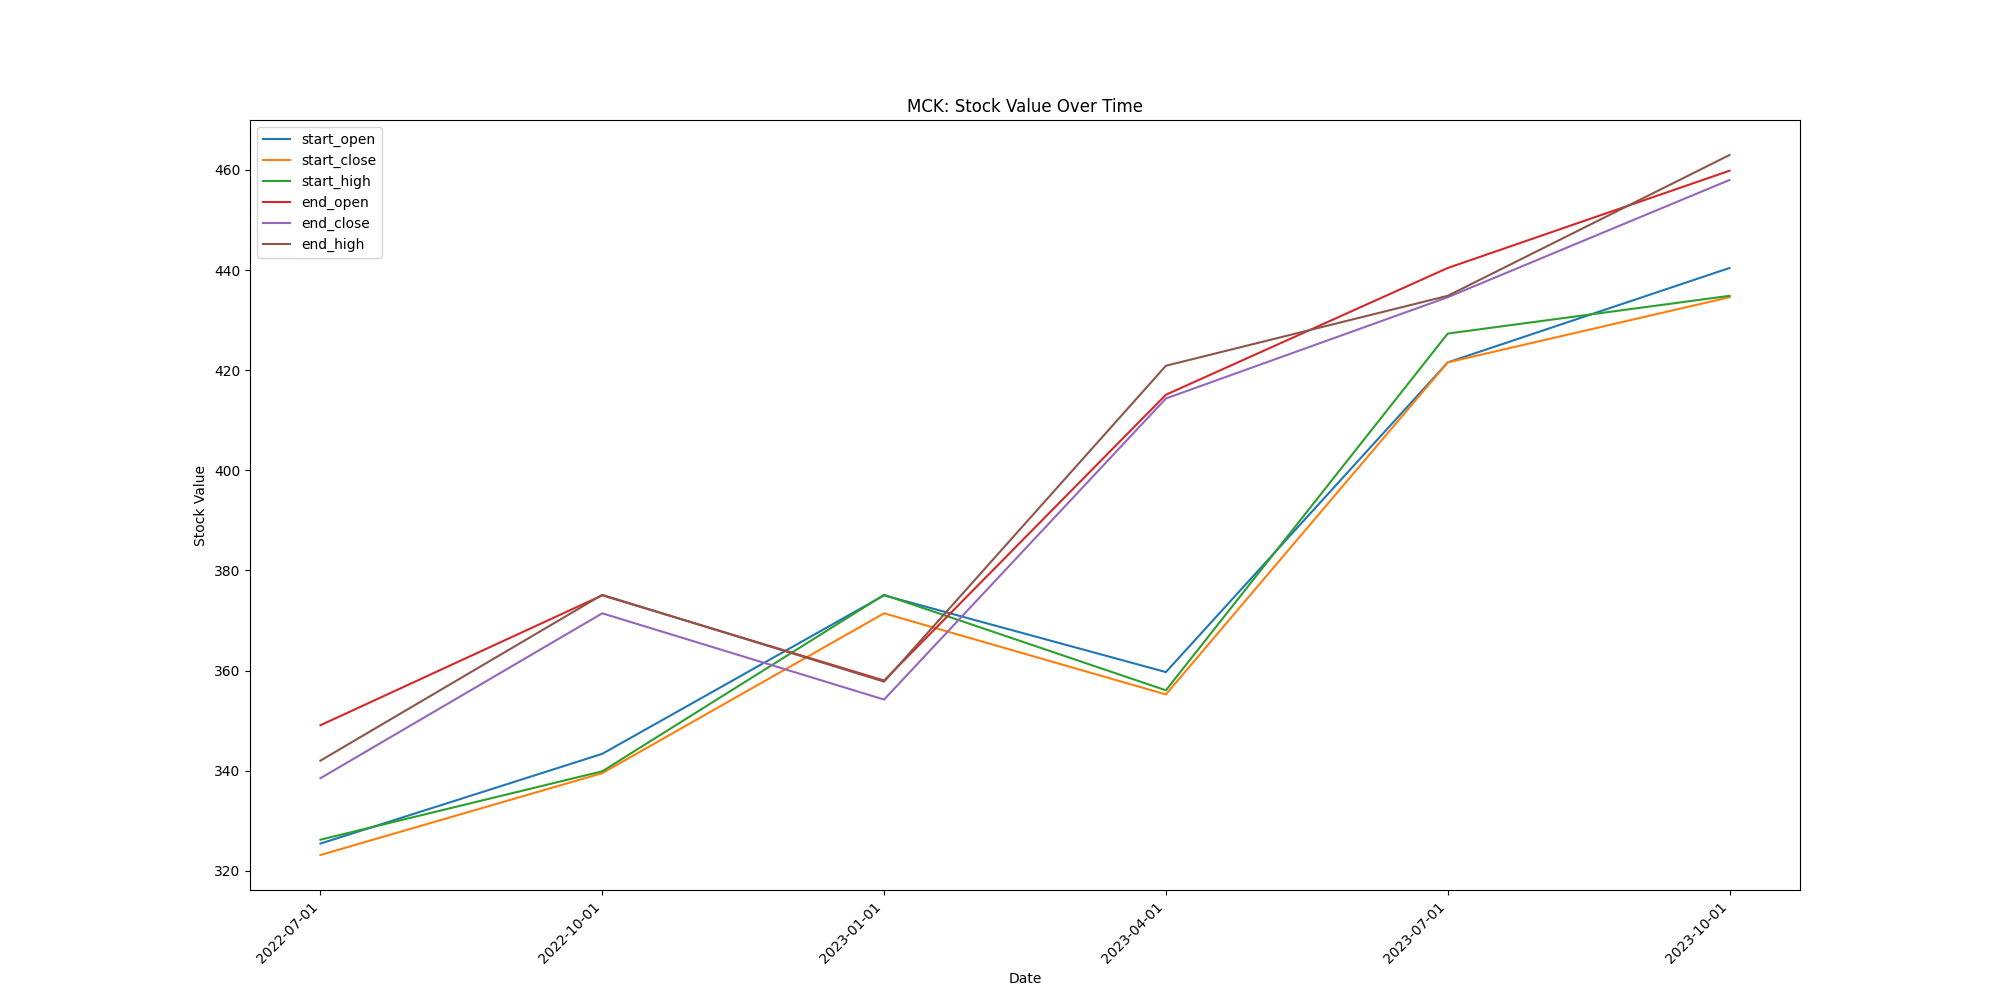 MCK: Stock Value Over Time
start_open
start_close
start_high
end_open
end_close
end_high
460
440
420
400
380
360
340
320
Stock Value
2022-07-01
2022-10-01
2023-01-01
2023-04-01
2023-07-01
2023-10-01
Date